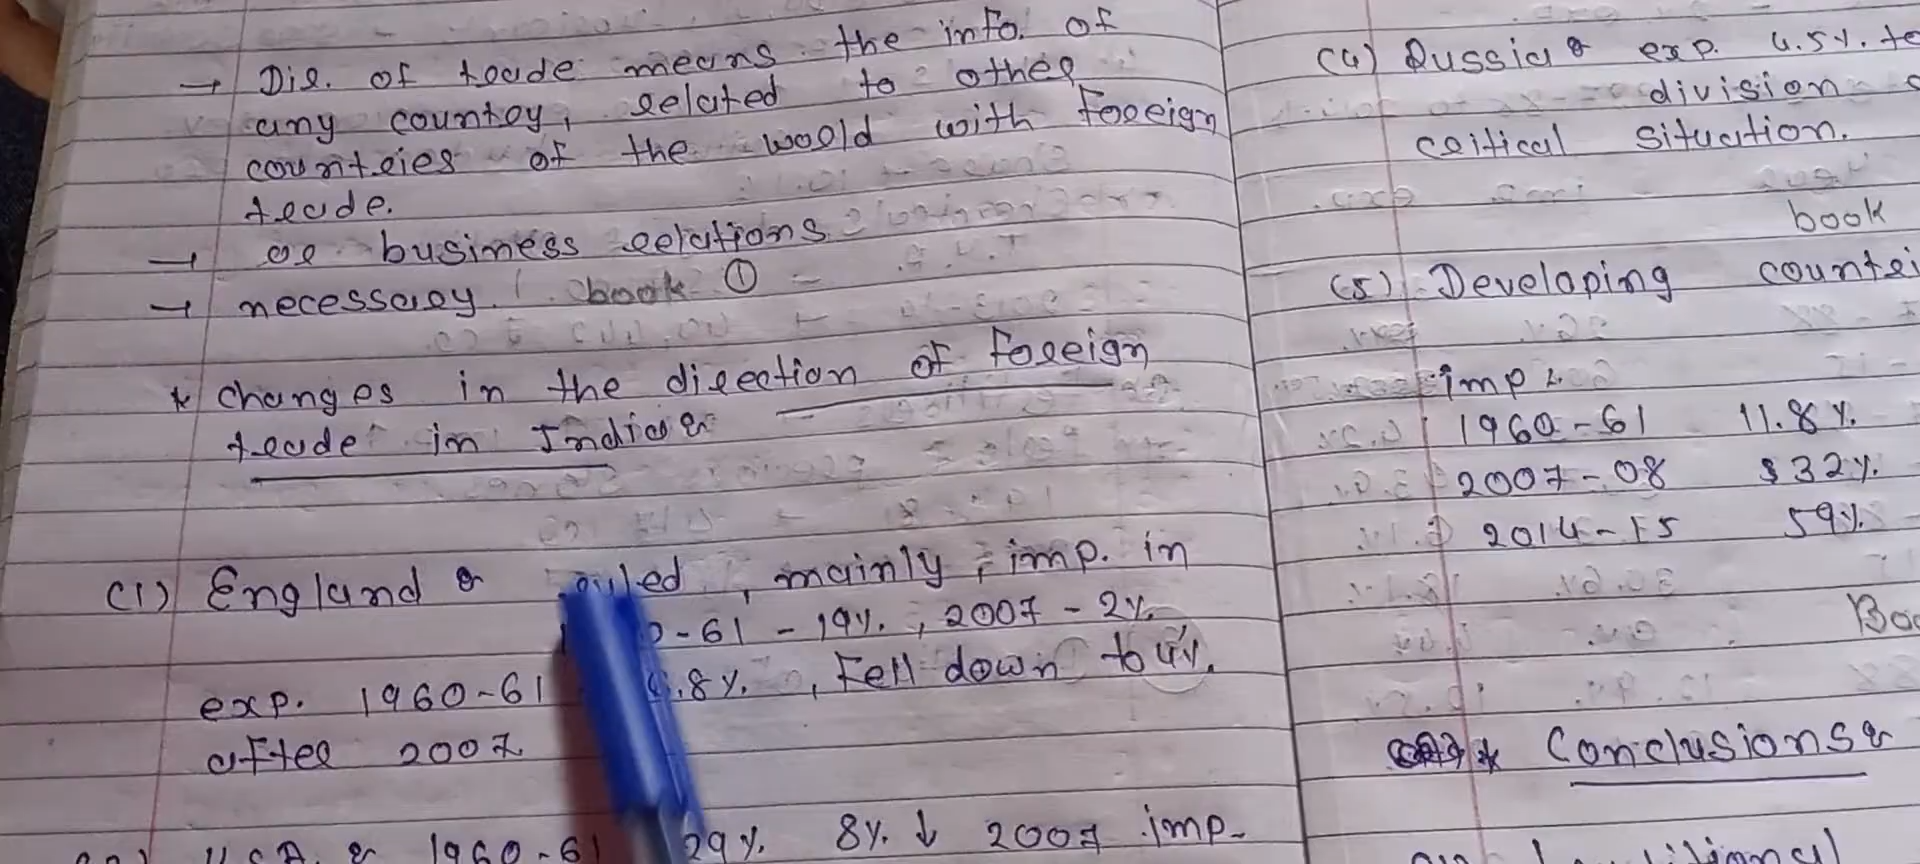 → Dir. of trade means the info. of
any country, related to other
countries of the world with foreign
trade.
→ or business relations
→ necessary. book ①
* changes in the direction of foreign
trade in India:
(1) England: ruled, mainly, imp. in
-61 - 19%., 2007 - 2%.
exp. 1960-61 .8%., fell down to 4%.
after 2007
U.S.A.: 1960-61 29%. 8%. ↓ 2007 imp.
(4) Russia: exp. 4.5%. to
division
critical situation.
book
(5) Developing
imp:
1960-61 11.8%.
2007-08 32%.
2014-15 59%.
* Conclusions: